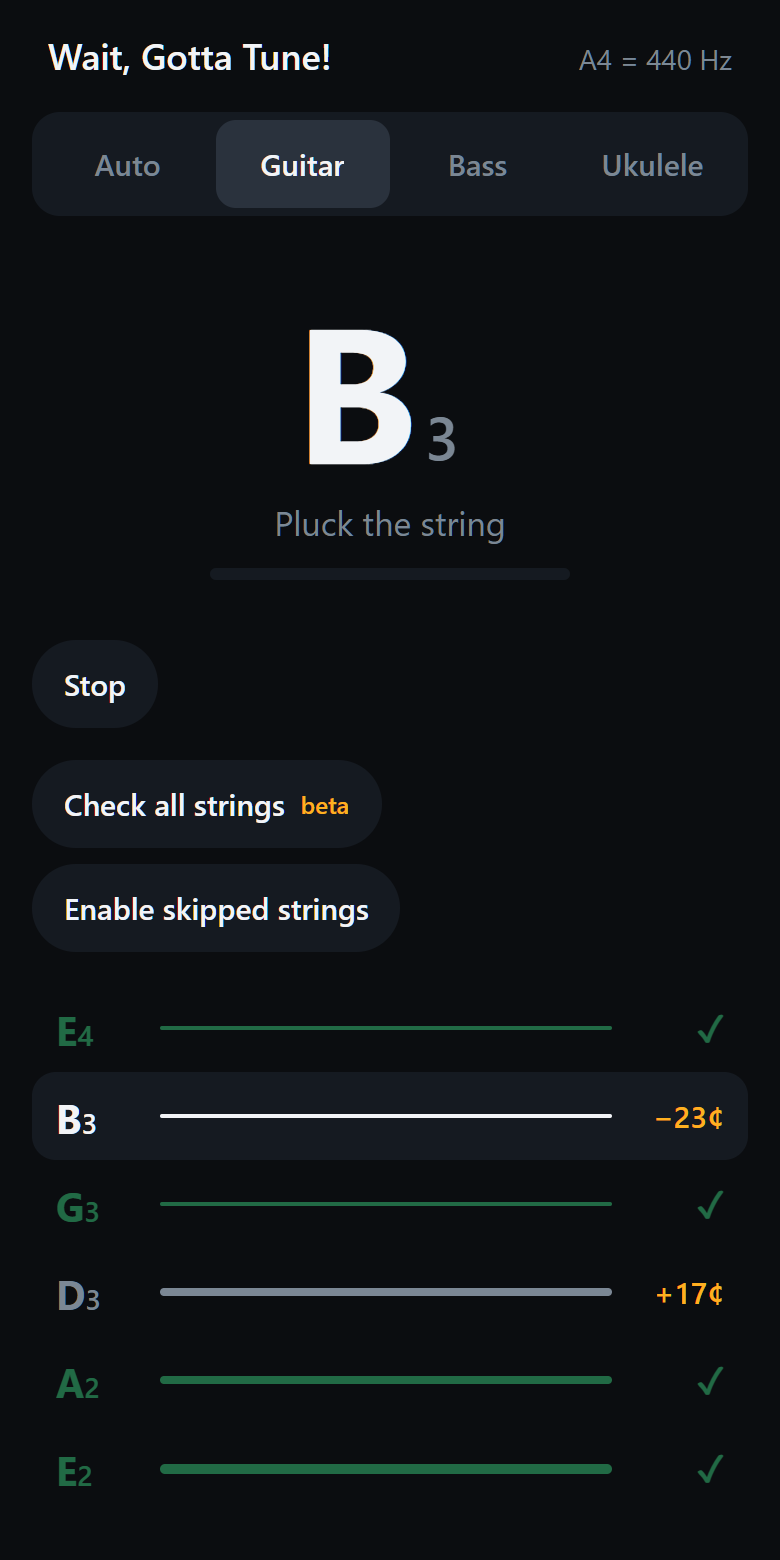 Wait, Gotta Tune! A4 = 440 Hz
Auto Guitar Bass Ukulele
B3
Pluck the string
Stop
Check all strings beta
Enable skipped strings
E4 ✓
B3 −23¢
G3 ✓
D3 +17¢
A2 ✓
E2 ✓